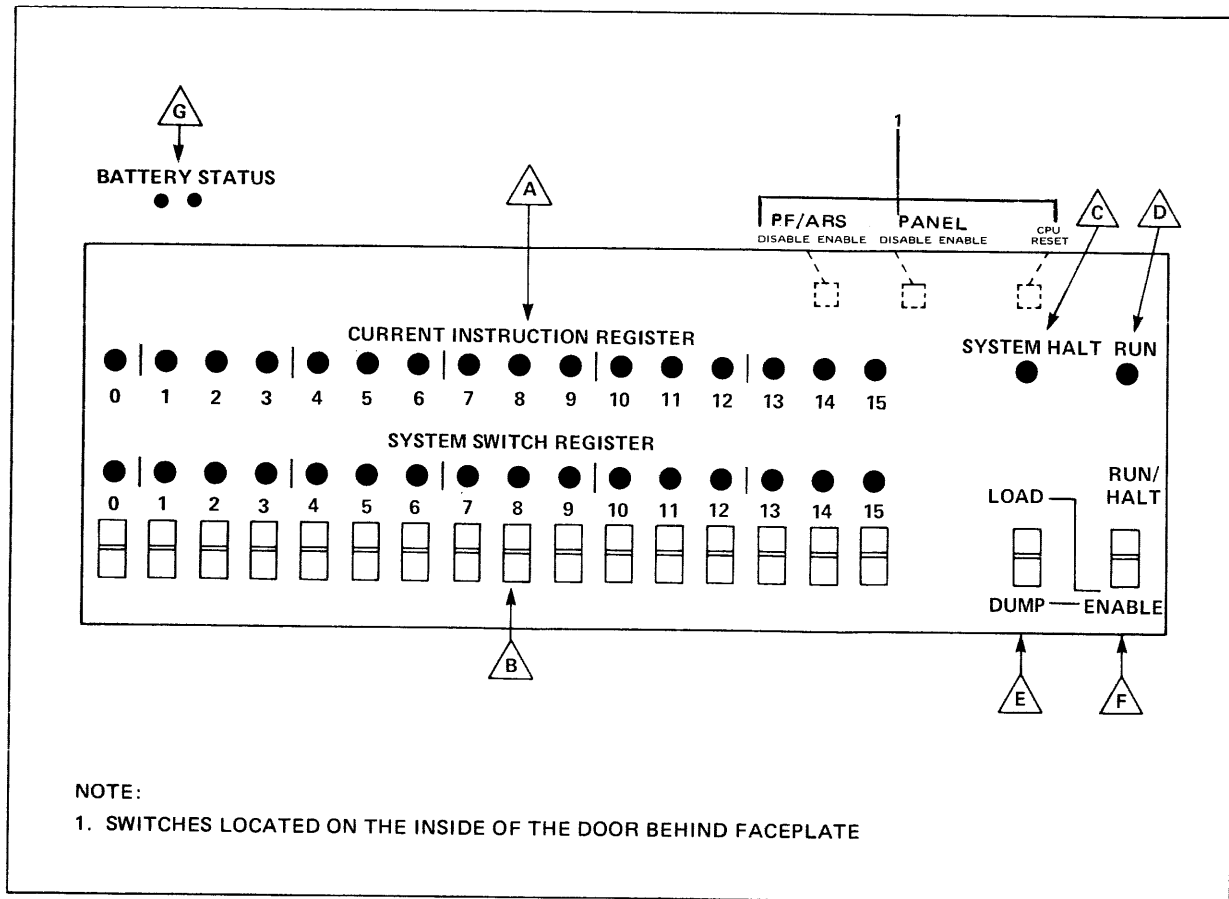 G
BATTERY STATUS
A
1
PF/ARS PANEL
DISABLE ENABLE DISABLE ENABLE CPU RESET
C
D
CURRENT INSTRUCTION REGISTER
SYSTEM HALT RUN
0 1 2 3 4 5 6 7 8 9 10 11 12 13 14 15
SYSTEM SWITCH REGISTER
0 1 2 3 4 5 6 7 8 9 10 11 12 13 14 15
LOAD
RUN/
HALT
DUMP ENABLE
B
E
F
NOTE:
1. SWITCHES LOCATED ON THE INSIDE OF THE DOOR BEHIND FACEPLATE